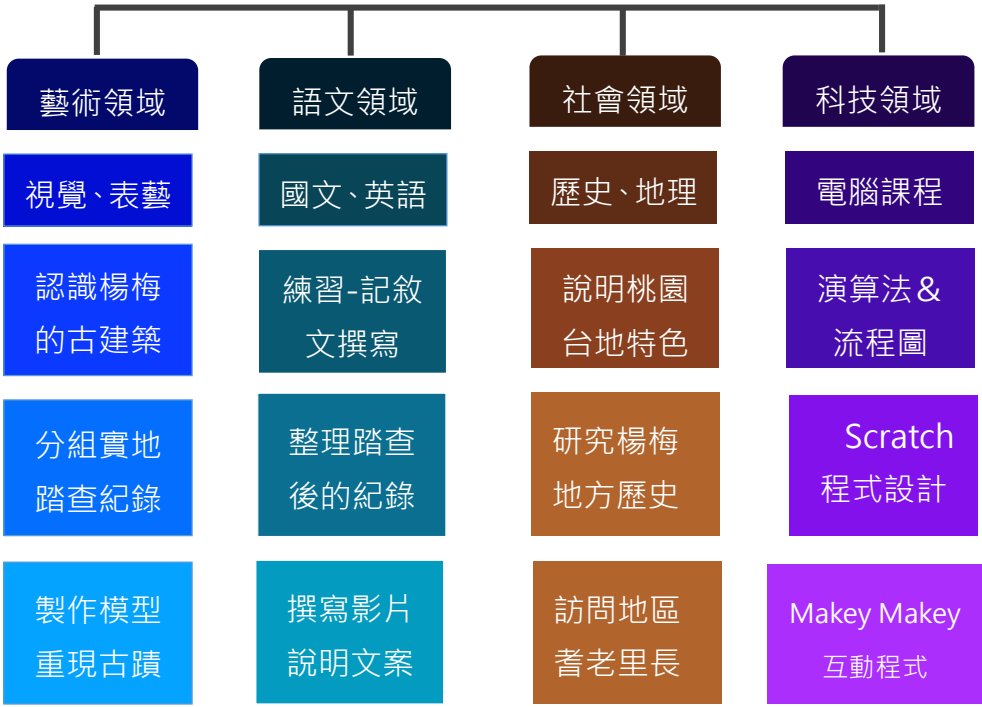 藝術領域
視覺、表藝
認識楊梅
的古建築
分組實地
踏查紀錄
製作模型
重現古蹟
語文領域
國文、英語
練習-記敘
文撰寫
整理踏查
後的紀錄
撰寫影片
說明文案
社會領域
歷史、地理
說明桃園
台地特色
研究楊梅
地方歷史
訪問地區
耆老里長
科技領域
電腦課程
演算法&
流程圖
Scratch
程式設計
Makey Makey
互動程式